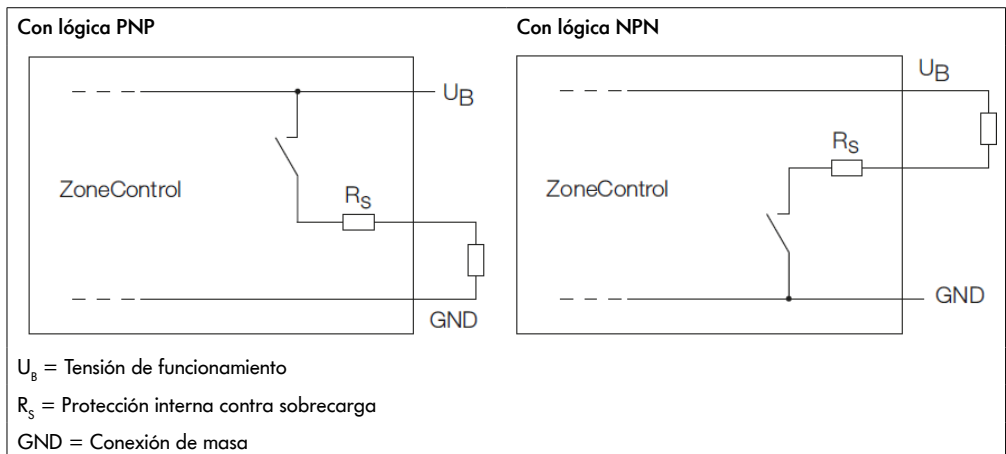 Con lógica PNP
U_B
ZoneControl
R_S
GND
Con lógica NPN
U_B
R_S
ZoneControl
GND
U_B = Tensión de funcionamiento
R_S = Protección interna contra sobrecarga
GND = Conexión de masa